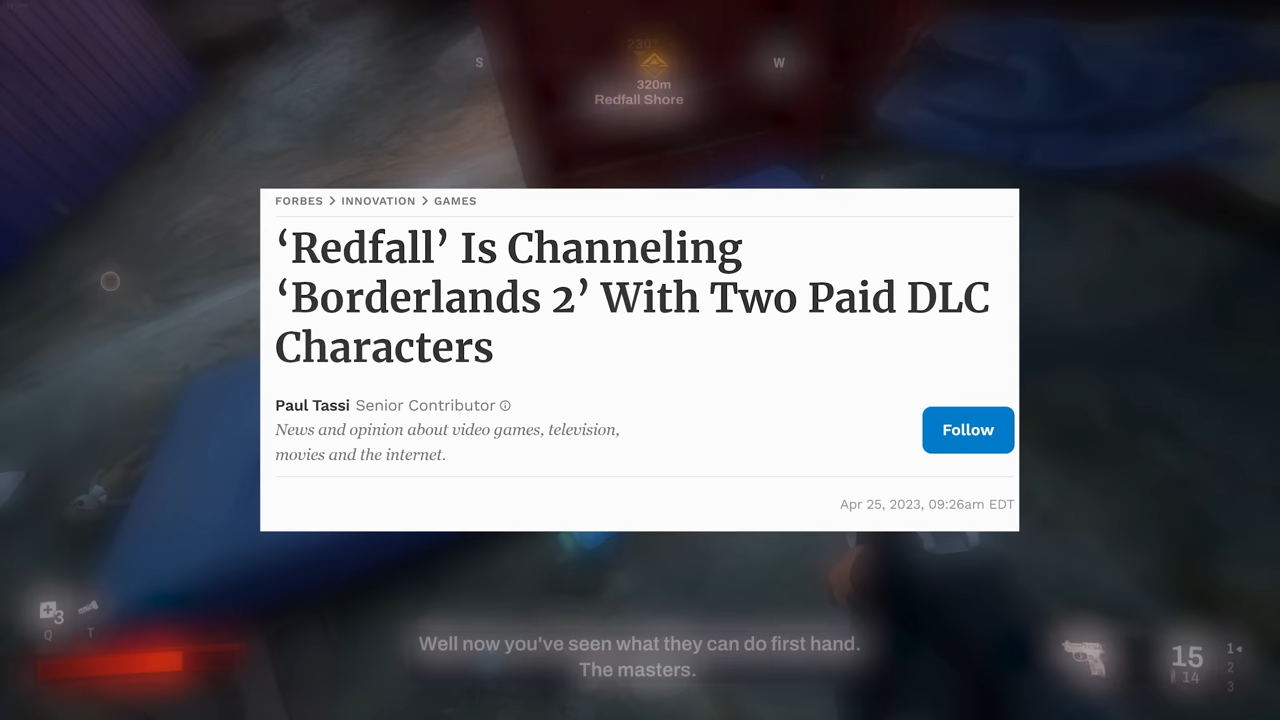 230°
S
W
320m
Redfall Shore
FORBES > INNOVATION > GAMES
‘Redfall’ Is Channeling
‘Borderlands 2’ With Two Paid DLC
Characters
Paul Tassi Senior Contributor
News and opinion about video games, television,
movies and the internet.
Follow
Apr 25, 2023, 09:26am EDT
3
Q T
Well now you've seen what they can do first hand.
The masters.
15
14
1
2
3